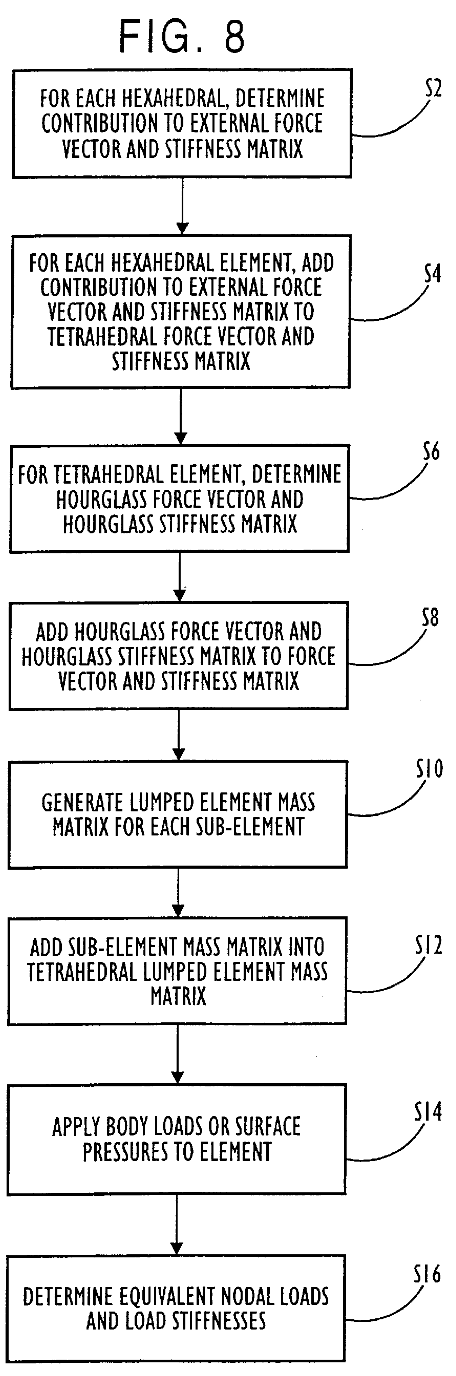 FIG. 8
FOR EACH HEXAHEDRAL, DETERMINE
CONTRIBUTION TO EXTERNAL FORCE
VECTOR AND STIFFNESS MATRIX
S2
FOR EACH HEXAHEDRAL ELEMENT, ADD
CONTRIBUTION TO EXTERNAL FORCE
VECTOR AND STIFFNESS MATRIX TO
TETRAHEDRAL FORCE VECTOR AND
STIFFNESS MATRIX
S4
FOR TETRAHEDRAL ELEMENT, DETERMINE
HOURGLASS FORCE VECTOR AND
HOURGLASS STIFFNESS MATRIX
S6
ADD HOURGLASS FORCE VECTOR AND
HOURGLASS STIFFNESS MATRIX TO FORCE
VECTOR AND STIFFNESS MATRIX
S8
GENERATE LUMPED ELEMENT MASS
MATRIX FOR EACH SUB-ELEMENT
S10
ADD SUB-ELEMENT MASS MATRIX INTO
TETRAHEDRAL LUMPED ELEMENT MASS
MATRIX
S12
APPLY BODY LOADS OR SURFACE
PRESSURES TO ELEMENT
S14
DETERMINE EQUIVALENT NODAL LOADS
AND LOAD STIFFNESSES
S16